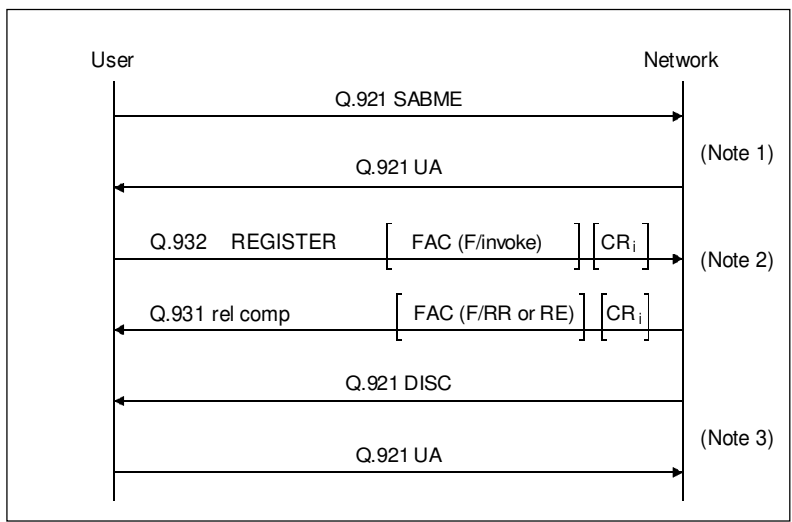 User Network
Q.921 SABME
(Note 1)
Q.921 UA
Q.932 REGISTER [ FAC (F/invoke) ] [CRi]
(Note 2)
Q.931 rel comp [ FAC (F/RR or RE) ] [CRi]
Q.921 DISC
(Note 3)
Q.921 UA